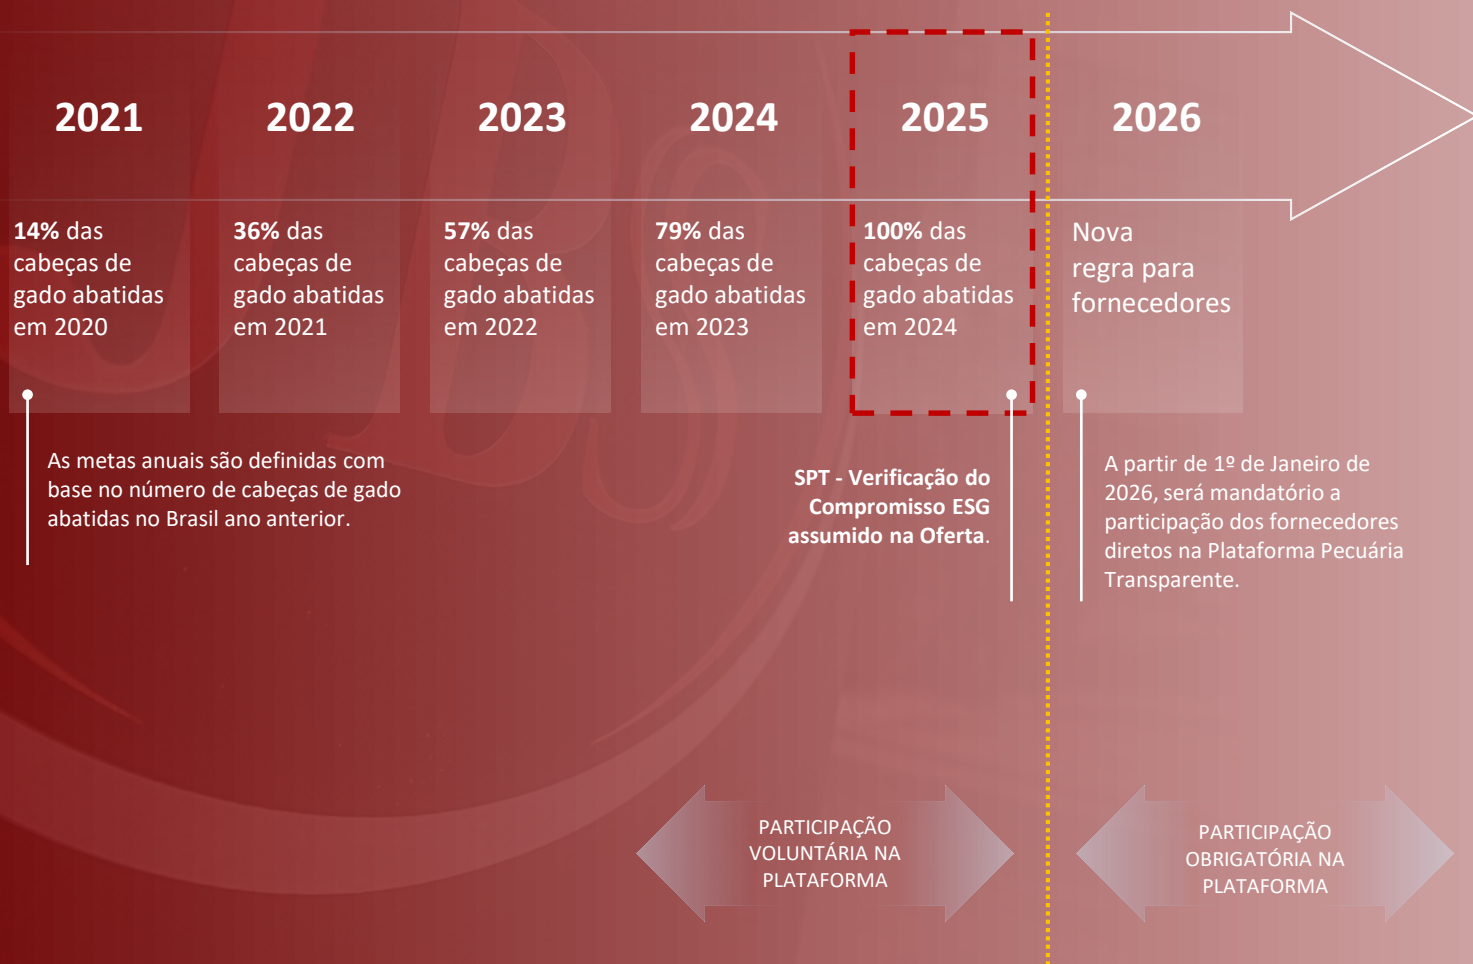 2021
2022
2023
2024
2025
2026
14% das
cabeças de
gado abatidas
em 2020
36% das
cabeças de
gado abatidas
em 2021
57% das
cabeças de
gado abatidas
em 2022
79% das
cabeças de
gado abatidas
em 2023
100% das
cabeças de
gado abatidas
em 2024
Nova
regra para
fornecedores
As metas anuais são definidas com
base no número de cabeças de gado
abatidas no Brasil ano anterior.
SPT - Verificação do
Compromisso ESG
assumido na Oferta.
A partir de 1º de Janeiro de
2026, será mandatório a
participação dos fornecedores
diretos na Plataforma Pecuária
Transparente.
PARTICIPAÇÃO
VOLUNTÁRIA NA
PLATAFORMA
PARTICIPAÇÃO
OBRIGATÓRIA NA
PLATAFORMA
JBS